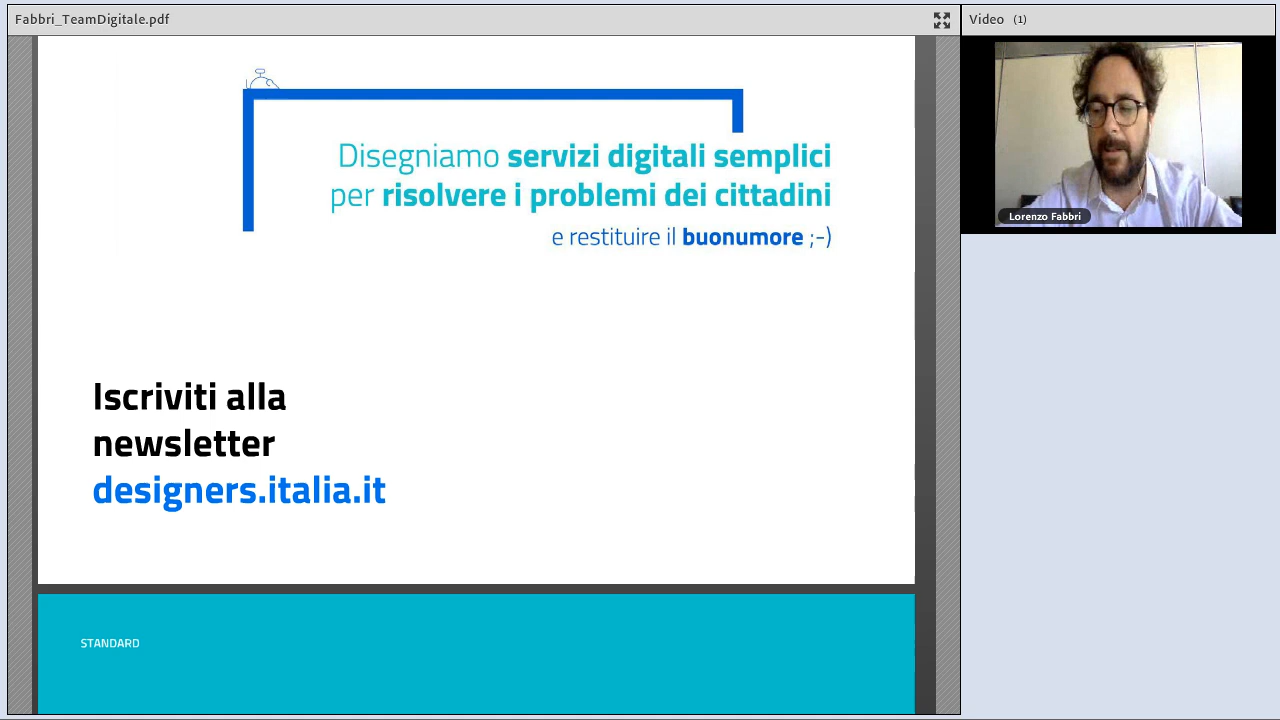 Fabbri_TeamDigitale.pdf
Video (1)
Disegniamo servizi digitali semplici
per risolvere i problemi dei cittadini
e restituire il buonumore ;-)
Lorenzo Fabbri
Iscriviti alla
newsletter
designers.italia.it
STANDARD